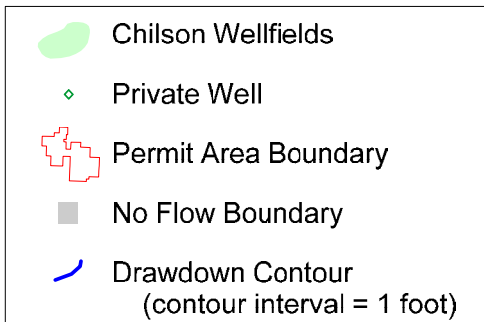 Chilson Wellfields
Private Well
Permit Area Boundary
No Flow Boundary
Drawdown Contour
(contour interval = 1 foot)